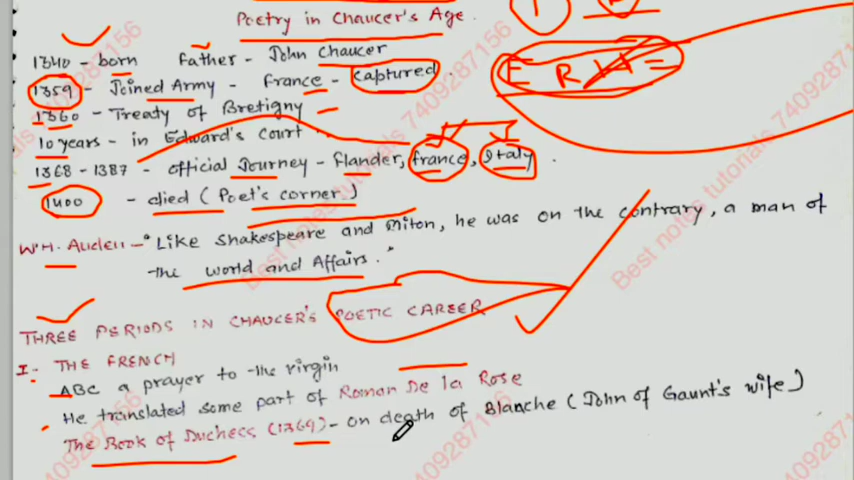 Poetry in Chaucer's Age
1340 - born Father - John Chaucer
1359 - Joined Army - France - Captured
1360 - Treaty of Bretigny
10 years - in Edward's court
1368 - 1387 - official Journey - Flander, france, Italy
1400 - died (Poet's corner)
W.H. Auden - "Like Shakespeare and Milton, he was on the contrary, a man of
the world and Affairs."
THREE PERIODS IN CHAUCER'S POETIC CAREER
I - THE FRENCH
ABC a prayer to the virgin
He translated some part of Roman De la Rose
The Book of Duchess (1369) - on death of Blanche (John of Gaunt's wife)
Best notes tutorials 7409287156